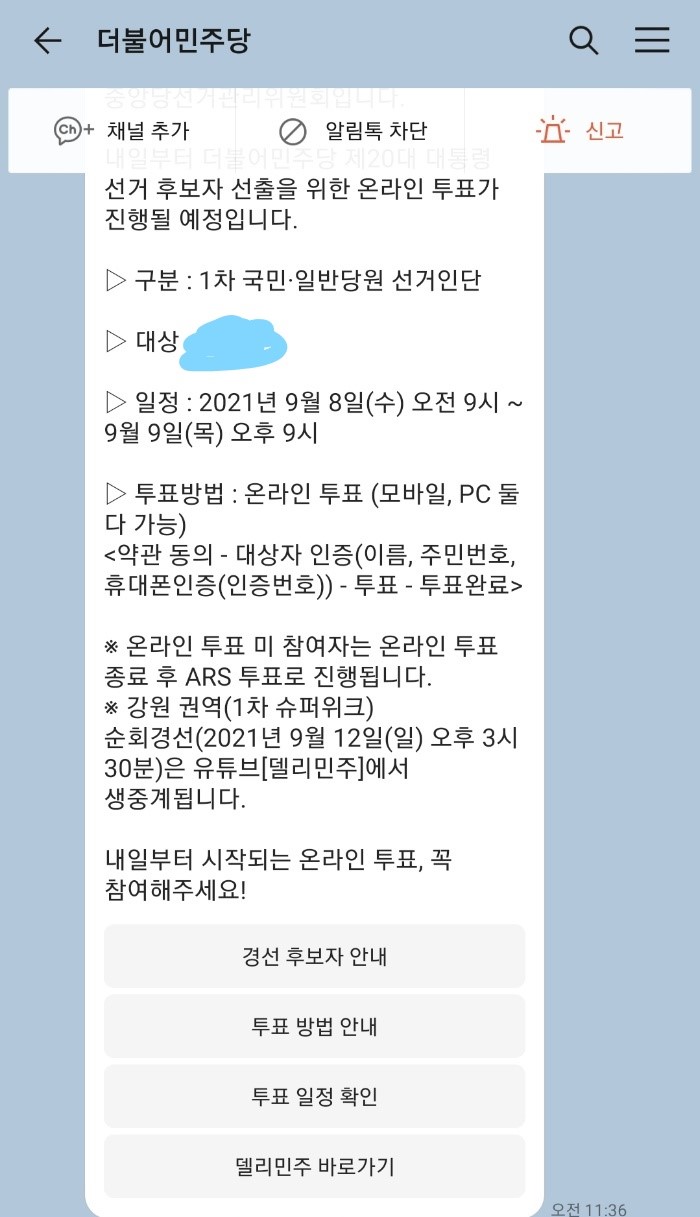 더불어민주당
중앙당선거관리위원회입니다.
Ch+ 채널 추가 알림톡 차단 신고
내일부터 더불어민주당 제20대 대통령
선거 후보자 선출을 위한 온라인 투표가
진행될 예정입니다.
▷ 구분 : 1차 국민·일반당원 선거인단
▷ 대상
▷ 일정 : 2021년 9월 8일(수) 오전 9시 ~
9월 9일(목) 오후 9시
▷ 투표방법 : 온라인 투표 (모바일, PC 둘
다 가능)
<약관 동의 - 대상자 인증(이름, 주민번호,
휴대폰인증(인증번호)) - 투표 - 투표완료>
※ 온라인 투표 미 참여자는 온라인 투표
종료 후 ARS 투표로 진행됩니다.
※ 강원 권역(1차 슈퍼위크)
순회경선(2021년 9월 12일(일) 오후 3시
30분)은 유튜브[델리민주]에서
생중계됩니다.
내일부터 시작되는 온라인 투표, 꼭
참여해주세요!
경선 후보자 안내
투표 방법 안내
투표 일정 확인
델리민주 바로가기
오전 11:36